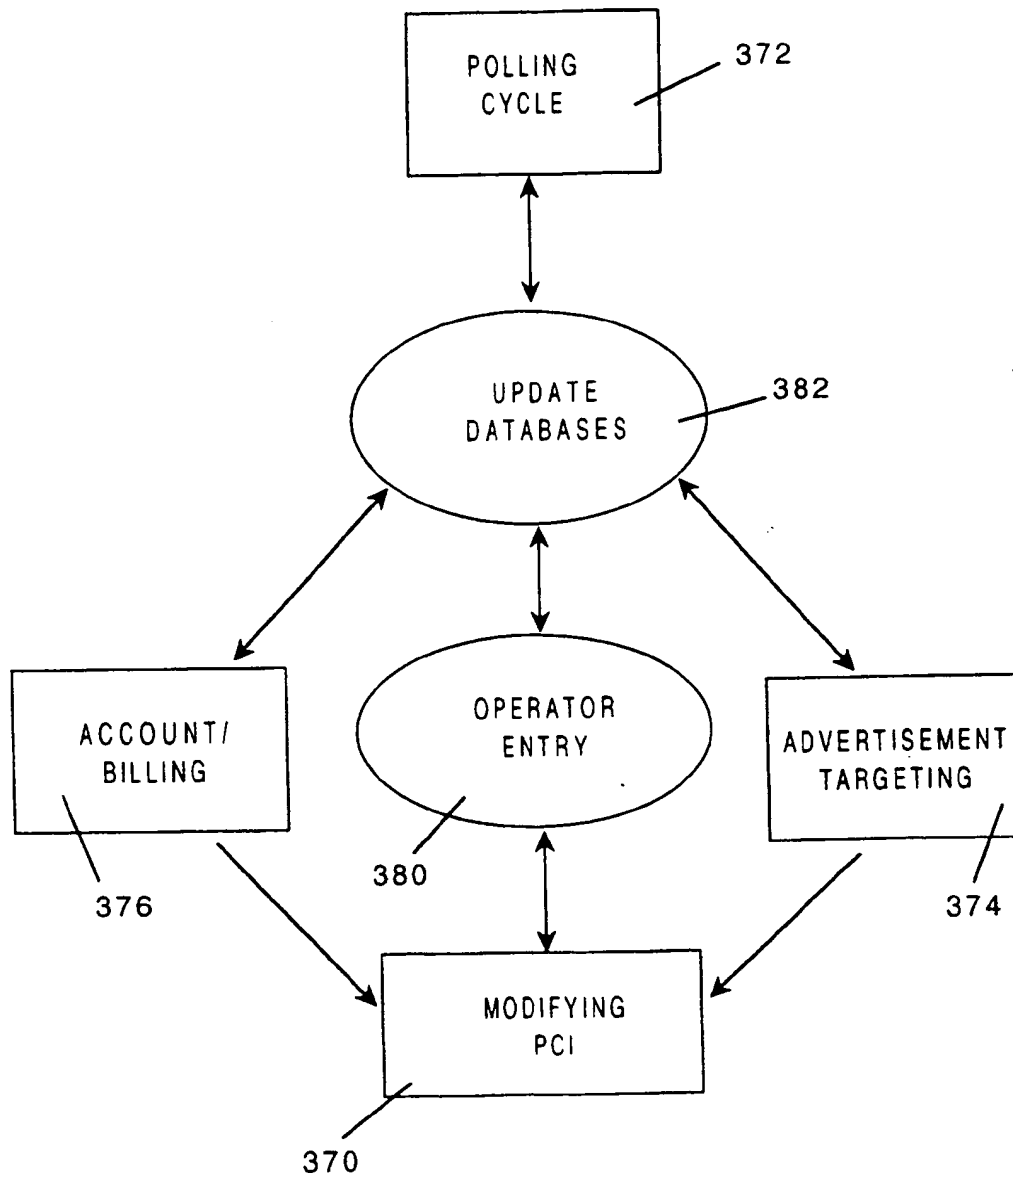 POLLING
CYCLE
372
UPDATE
DATABASES
382
ACCOUNT/
BILLING
376
OPERATOR
ENTRY
380
ADVERTISEMENT
TARGETING
374
MODIFYING
PCI
370